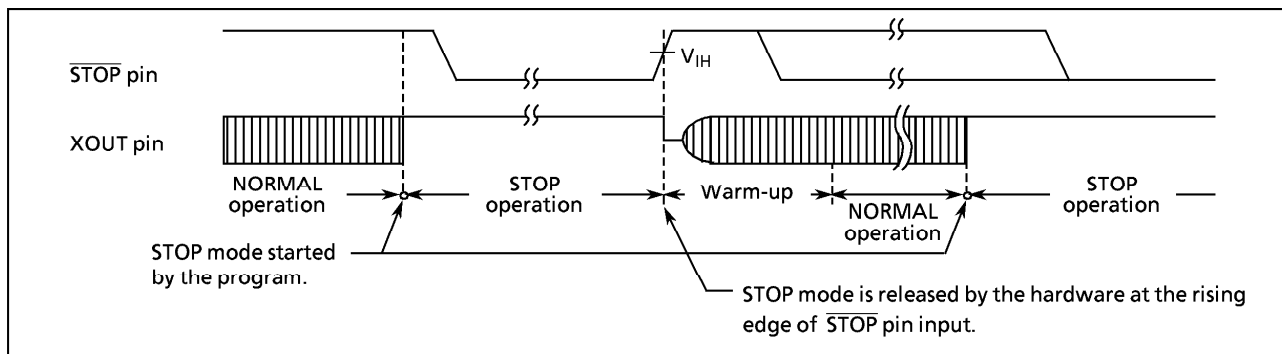 STOP pin
VIH
XOUT pin
NORMAL operation
STOP operation
Warm-up
NORMAL operation
STOP operation
STOP mode started
by the program.
STOP mode is released by the hardware at the rising
edge of STOP pin input.